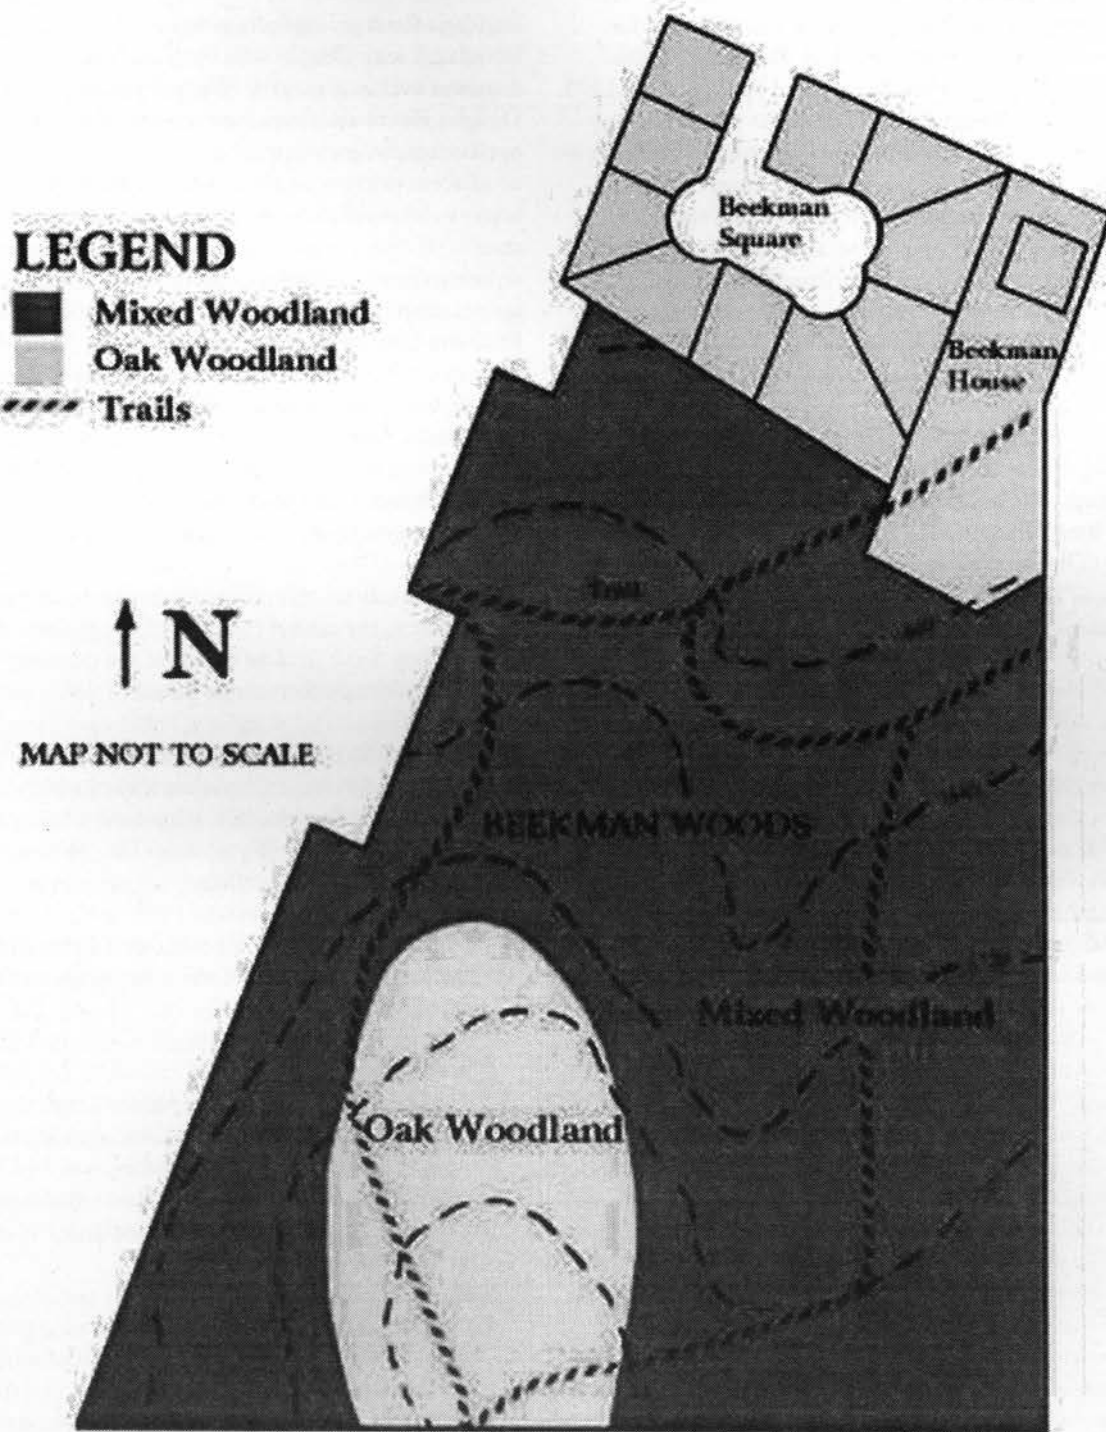 Beekman
Square
LEGEND
Mixed Woodland
Oak Woodland
Trails
Beekman
House
Trail
N
MAP NOT TO SCALE
BEEKMAN WOODS
Mixed Woodland
Oak Woodland